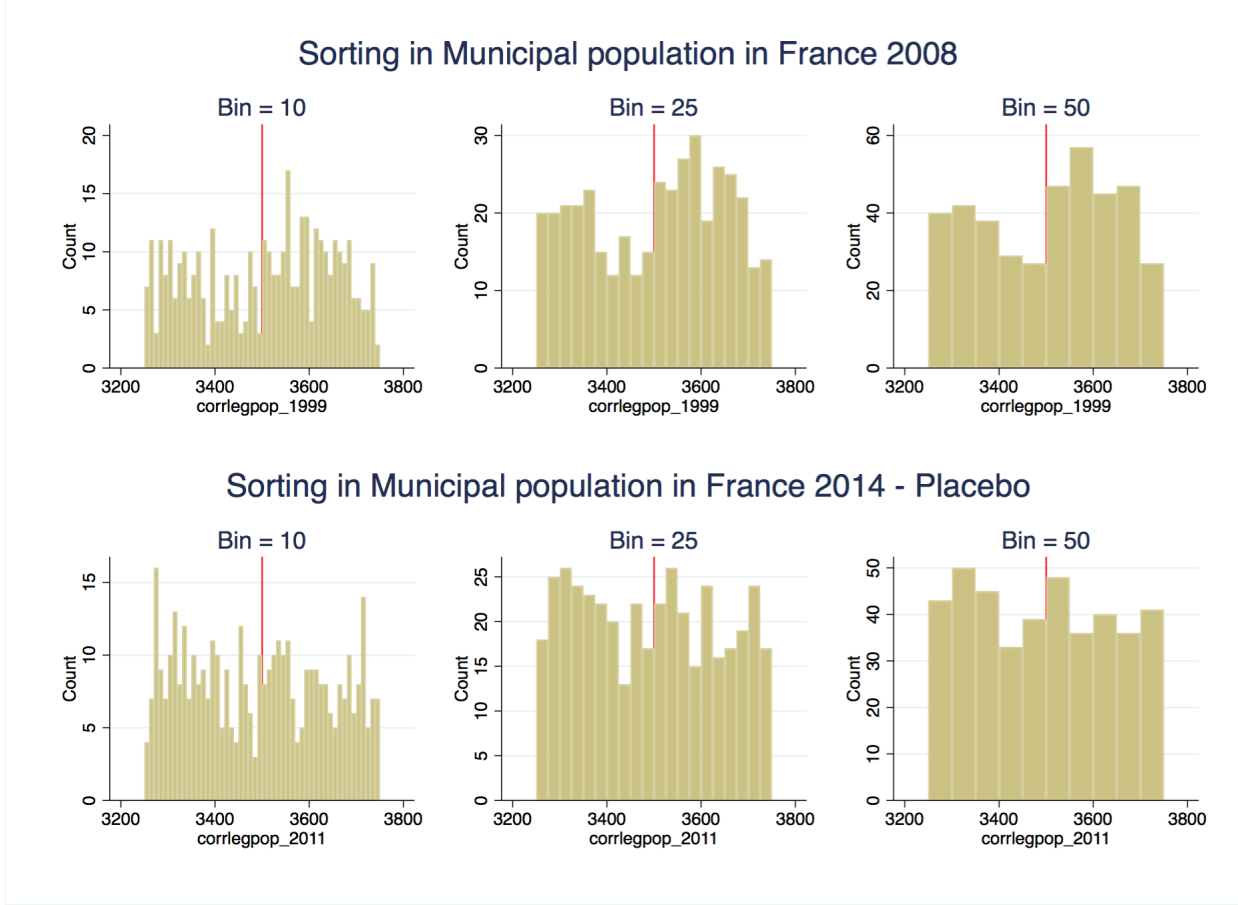 Sorting in Municipal population in France 2008
Bin = 10
Count
20
15
10
5
0
3200 3400 3600 3800
corrlegpop_1999
Bin = 25
Count
30
20
10
0
3200 3400 3600 3800
corrlegpop_1999
Bin = 50
Count
60
40
20
0
3200 3400 3600 3800
corrlegpop_1999
Sorting in Municipal population in France 2014 - Placebo
Bin = 10
Count
15
10
5
0
3200 3400 3600 3800
corrlegpop_2011
Bin = 25
Count
25
20
15
10
5
0
3200 3400 3600 3800
corrlegpop_2011
Bin = 50
Count
50
40
30
20
10
0
3200 3400 3600 3800
corrlegpop_2011